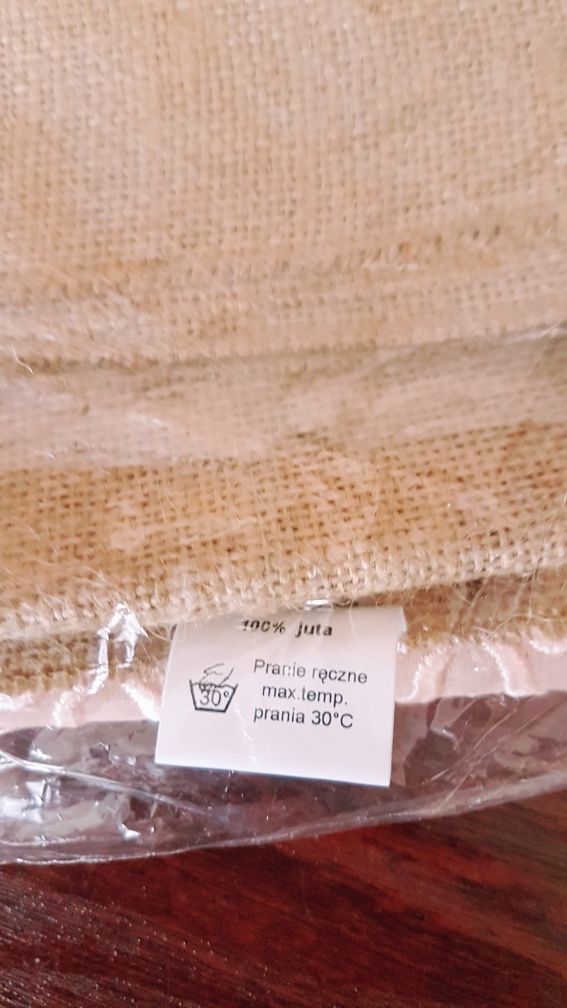 100% juta
Pranie ręczne
30° max.temp.
prania 30°C